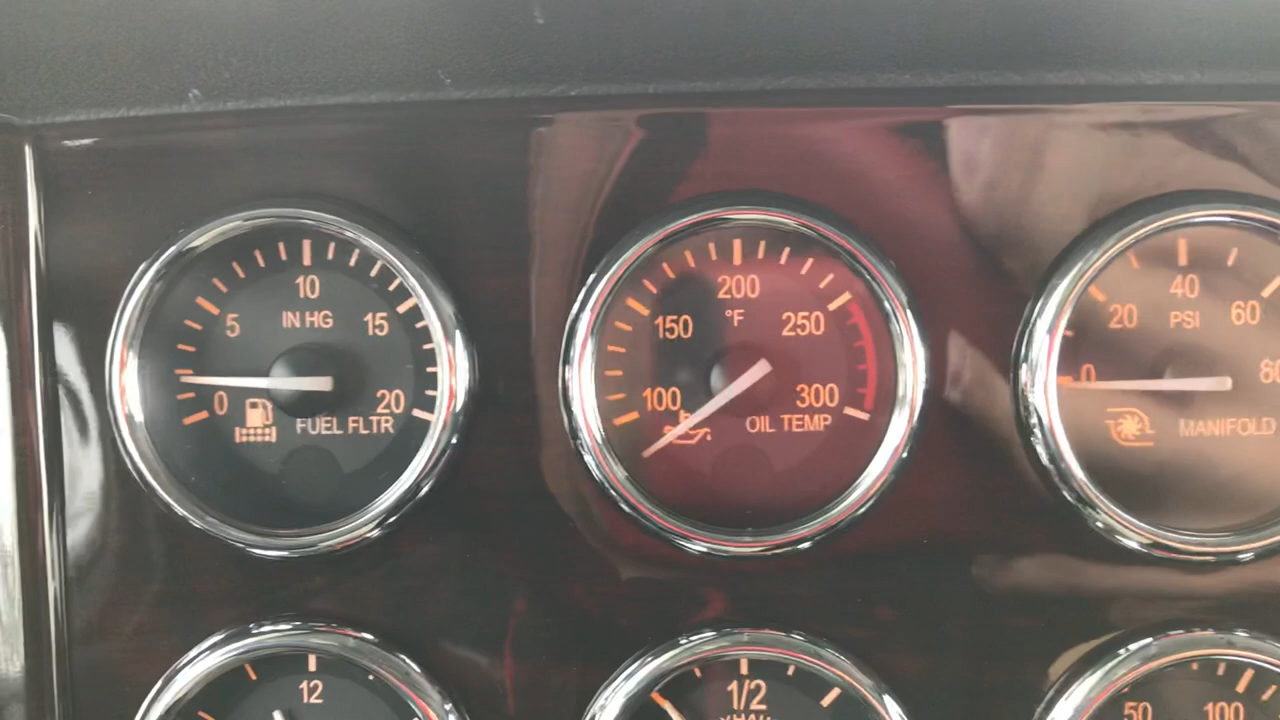 10
5 IN HG 15
0 20
FUEL FLTR
200
150 °F 250
100 300
OIL TEMP
40
20 PSI 60
0 80
MANIFOLD
12
1/2
50 100